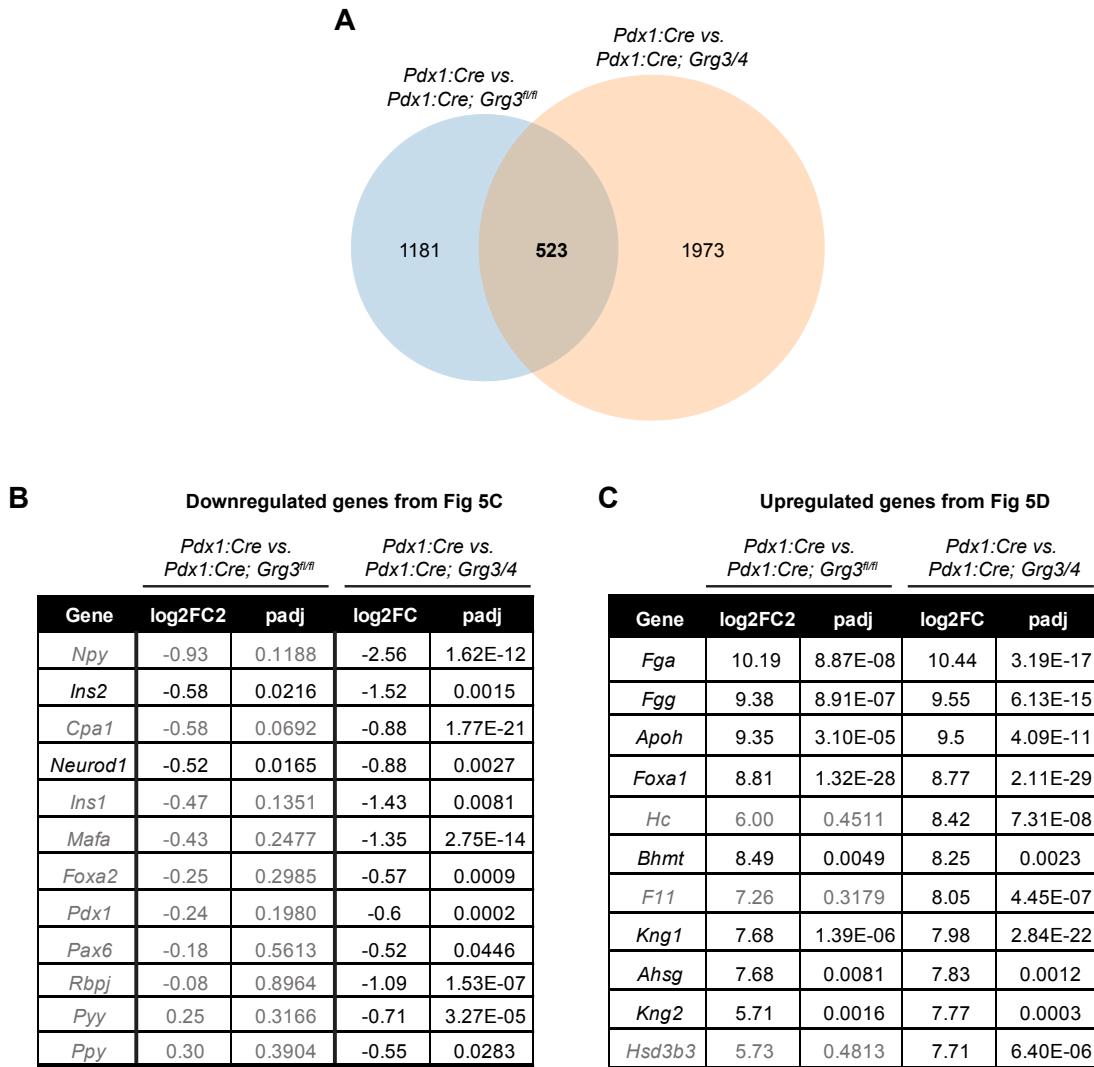 A
Pdx1:Cre vs.
Pdx1:Cre; Grg3/4
Pdx1:Cre vs.
Pdx1:Cre; Grg3fl/fl
1181
523
1973
B
Downregulated genes from Fig 5C
Pdx1:Cre vs.
Pdx1:Cre; Grg3fl/fl
Pdx1:Cre vs.
Pdx1:Cre; Grg3/4
Gene log2FC2 padj log2FC padj
Npy -0.93 0.1188 -2.56 1.62E-12
Ins2 -0.58 0.0216 -1.52 0.0015
Cpa1 -0.58 0.0692 -0.88 1.77E-21
Neurod1 -0.52 0.0165 -0.88 0.0027
Ins1 -0.47 0.1351 -1.43 0.0081
Mafa -0.43 0.2477 -1.35 2.75E-14
Foxa2 -0.25 0.2985 -0.57 0.0009
Pdx1 -0.24 0.1980 -0.6 0.0002
Pax6 -0.18 0.5613 -0.52 0.0446
Rbpj -0.08 0.8964 -1.09 1.53E-07
Pyy 0.25 0.3166 -0.71 3.27E-05
Ppy 0.30 0.3904 -0.55 0.0283
C
Upregulated genes from Fig 5D
Pdx1:Cre vs.
Pdx1:Cre; Grg3fl/fl
Pdx1:Cre vs.
Pdx1:Cre; Grg3/4
Gene log2FC2 padj log2FC padj
Fga 10.19 8.87E-08 10.44 3.19E-17
Fgg 9.38 8.91E-07 9.55 6.13E-15
Apoh 9.35 3.10E-05 9.5 4.09E-11
Foxa1 8.81 1.32E-28 8.77 2.11E-29
Hc 6.00 0.4511 8.42 7.31E-08
Bhmt 8.49 0.0049 8.25 0.0023
F11 7.26 0.3179 8.05 4.45E-07
Kng1 7.68 1.39E-06 7.98 2.84E-22
Ahsg 7.68 0.0081 7.83 0.0012
Kng2 5.71 0.0016 7.77 0.0003
Hsd3b3 5.73 0.4813 7.71 6.40E-06